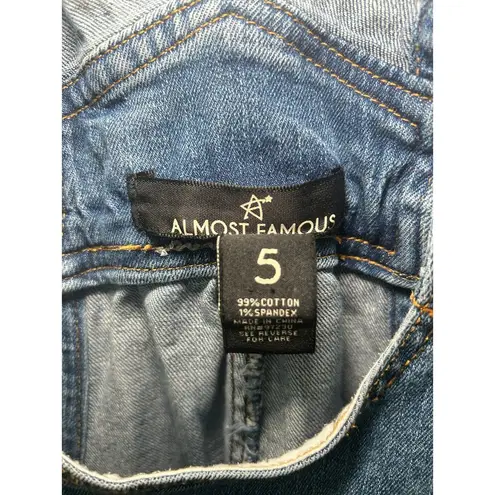 ALMOST FAMOUS
5
99% COTTON
1% SPANDEX
MADE IN CHINA
RN# 97230
SEE REVERSE
FOR CARE